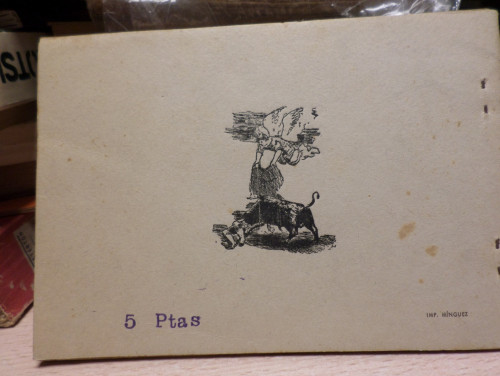 5 Ptas
IMP. MÍNGUEZ